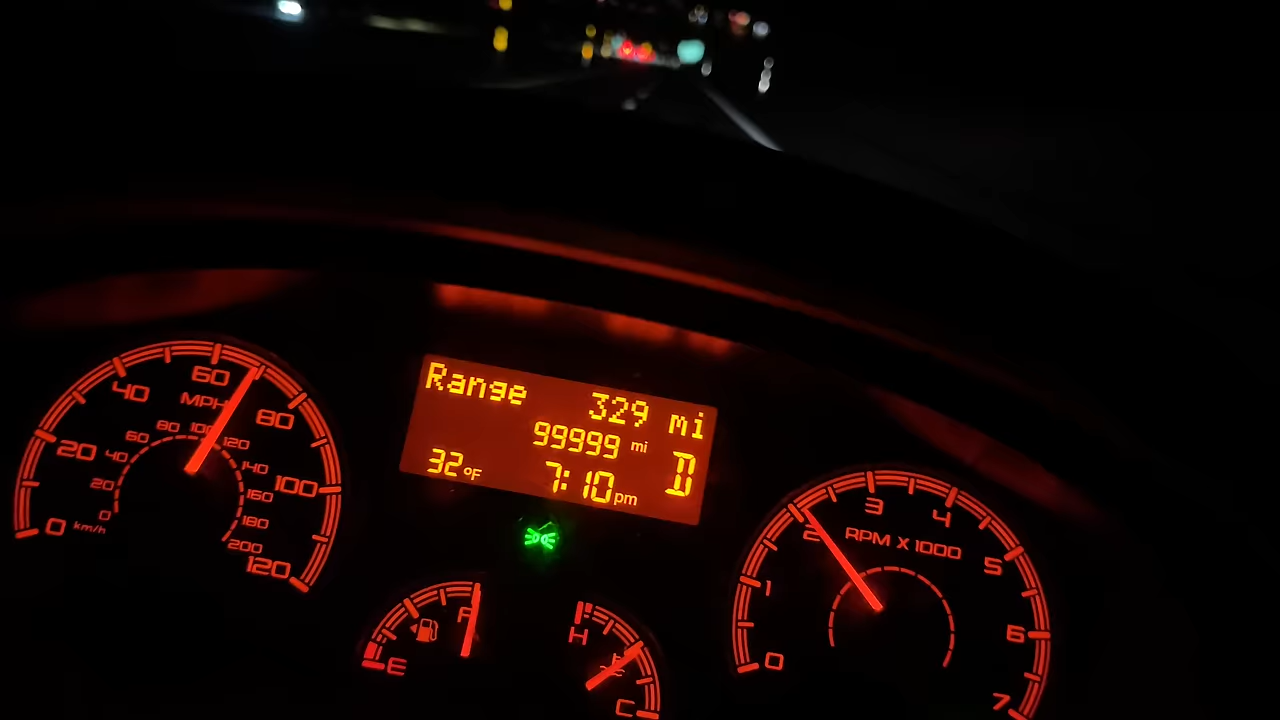 Range 329 mi
99999 mi
32°F 7:10 pm D
0 20 40 60 80 100 120
MPH
0 20 40 60 80 100 120 140 160 180 200
km/h
E F
H C
0 1 2 3 4 5 6 7
RPM X 1000